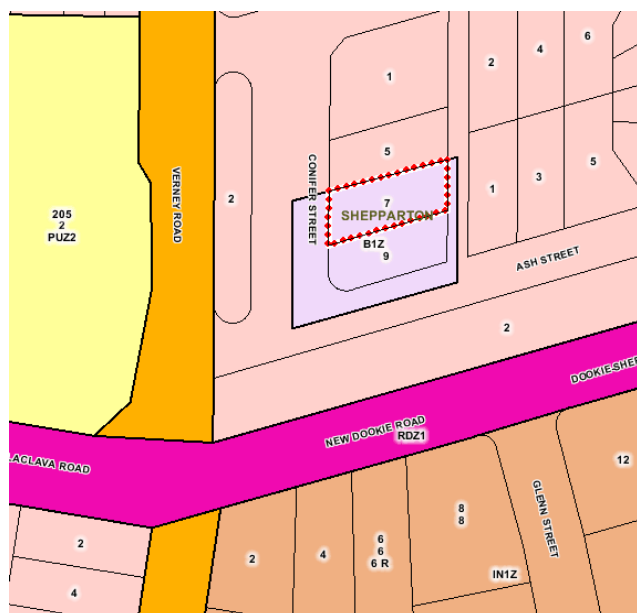 6
4
2
1
5
VERNEY ROAD
CONIFER STREET
2
1
3
5
205
2
PUZ2
7
SHEPPARTON
B1Z
9
ASH STREET
2
NEW DOOKIE ROAD
RDZ1
LACLAVA ROAD
12
GLENN STREET
8
8
6
6
6 R
2
4
2
4
IN1Z